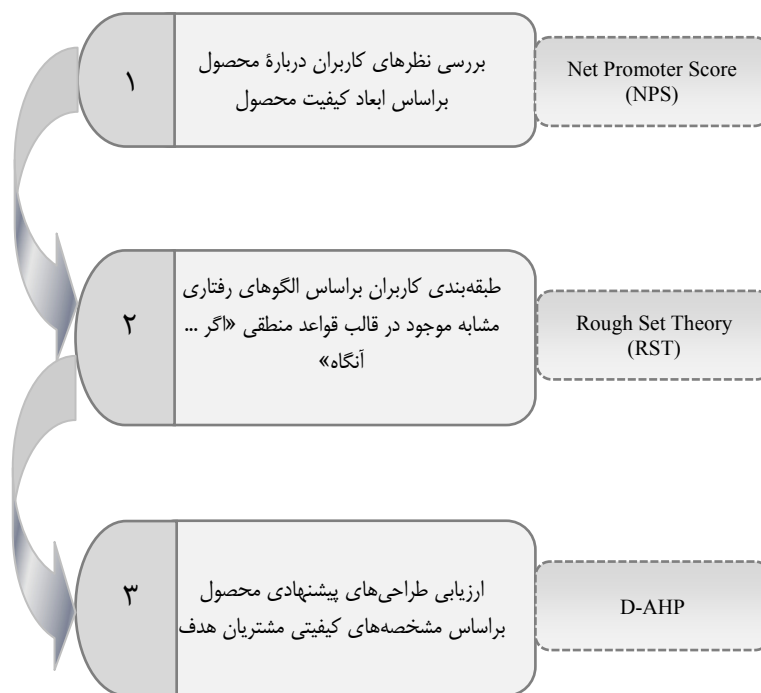 ۱
بررسی نظرهای کاربران دربارهٔ محصول
براساس ابعاد کیفیت محصول
Net Promoter Score
(NPS)
۲
طبقه‌بندی کاربران براساس الگوهای رفتاری
مشابه موجود در قالب قواعد منطقی «اگر ...
آنگاه»
Rough Set Theory
(RST)
۳
ارزیابی طراحی‌های پیشنهادی محصول
براساس مشخصه‌های کیفیتی مشتریان هدف
D-AHP